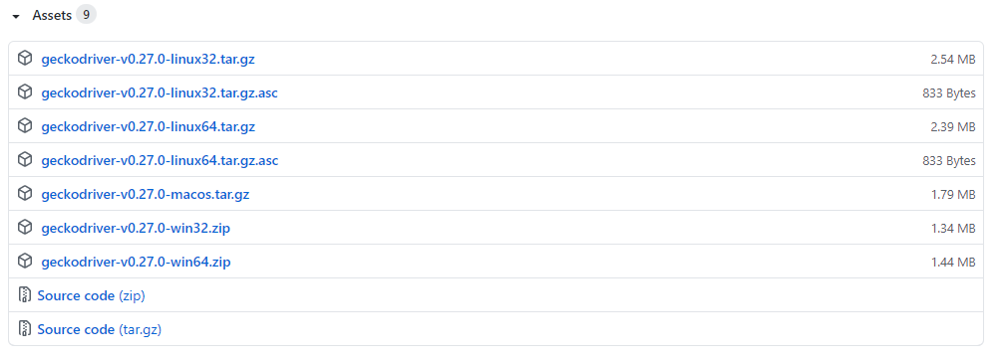 Assets 9
geckodriver-v0.27.0-linux32.tar.gz 2.54 MB
geckodriver-v0.27.0-linux32.tar.gz.asc 833 Bytes
geckodriver-v0.27.0-linux64.tar.gz 2.39 MB
geckodriver-v0.27.0-linux64.tar.gz.asc 833 Bytes
geckodriver-v0.27.0-macos.tar.gz 1.79 MB
geckodriver-v0.27.0-win32.zip 1.34 MB
geckodriver-v0.27.0-win64.zip 1.44 MB
Source code (zip)
Source code (tar.gz)